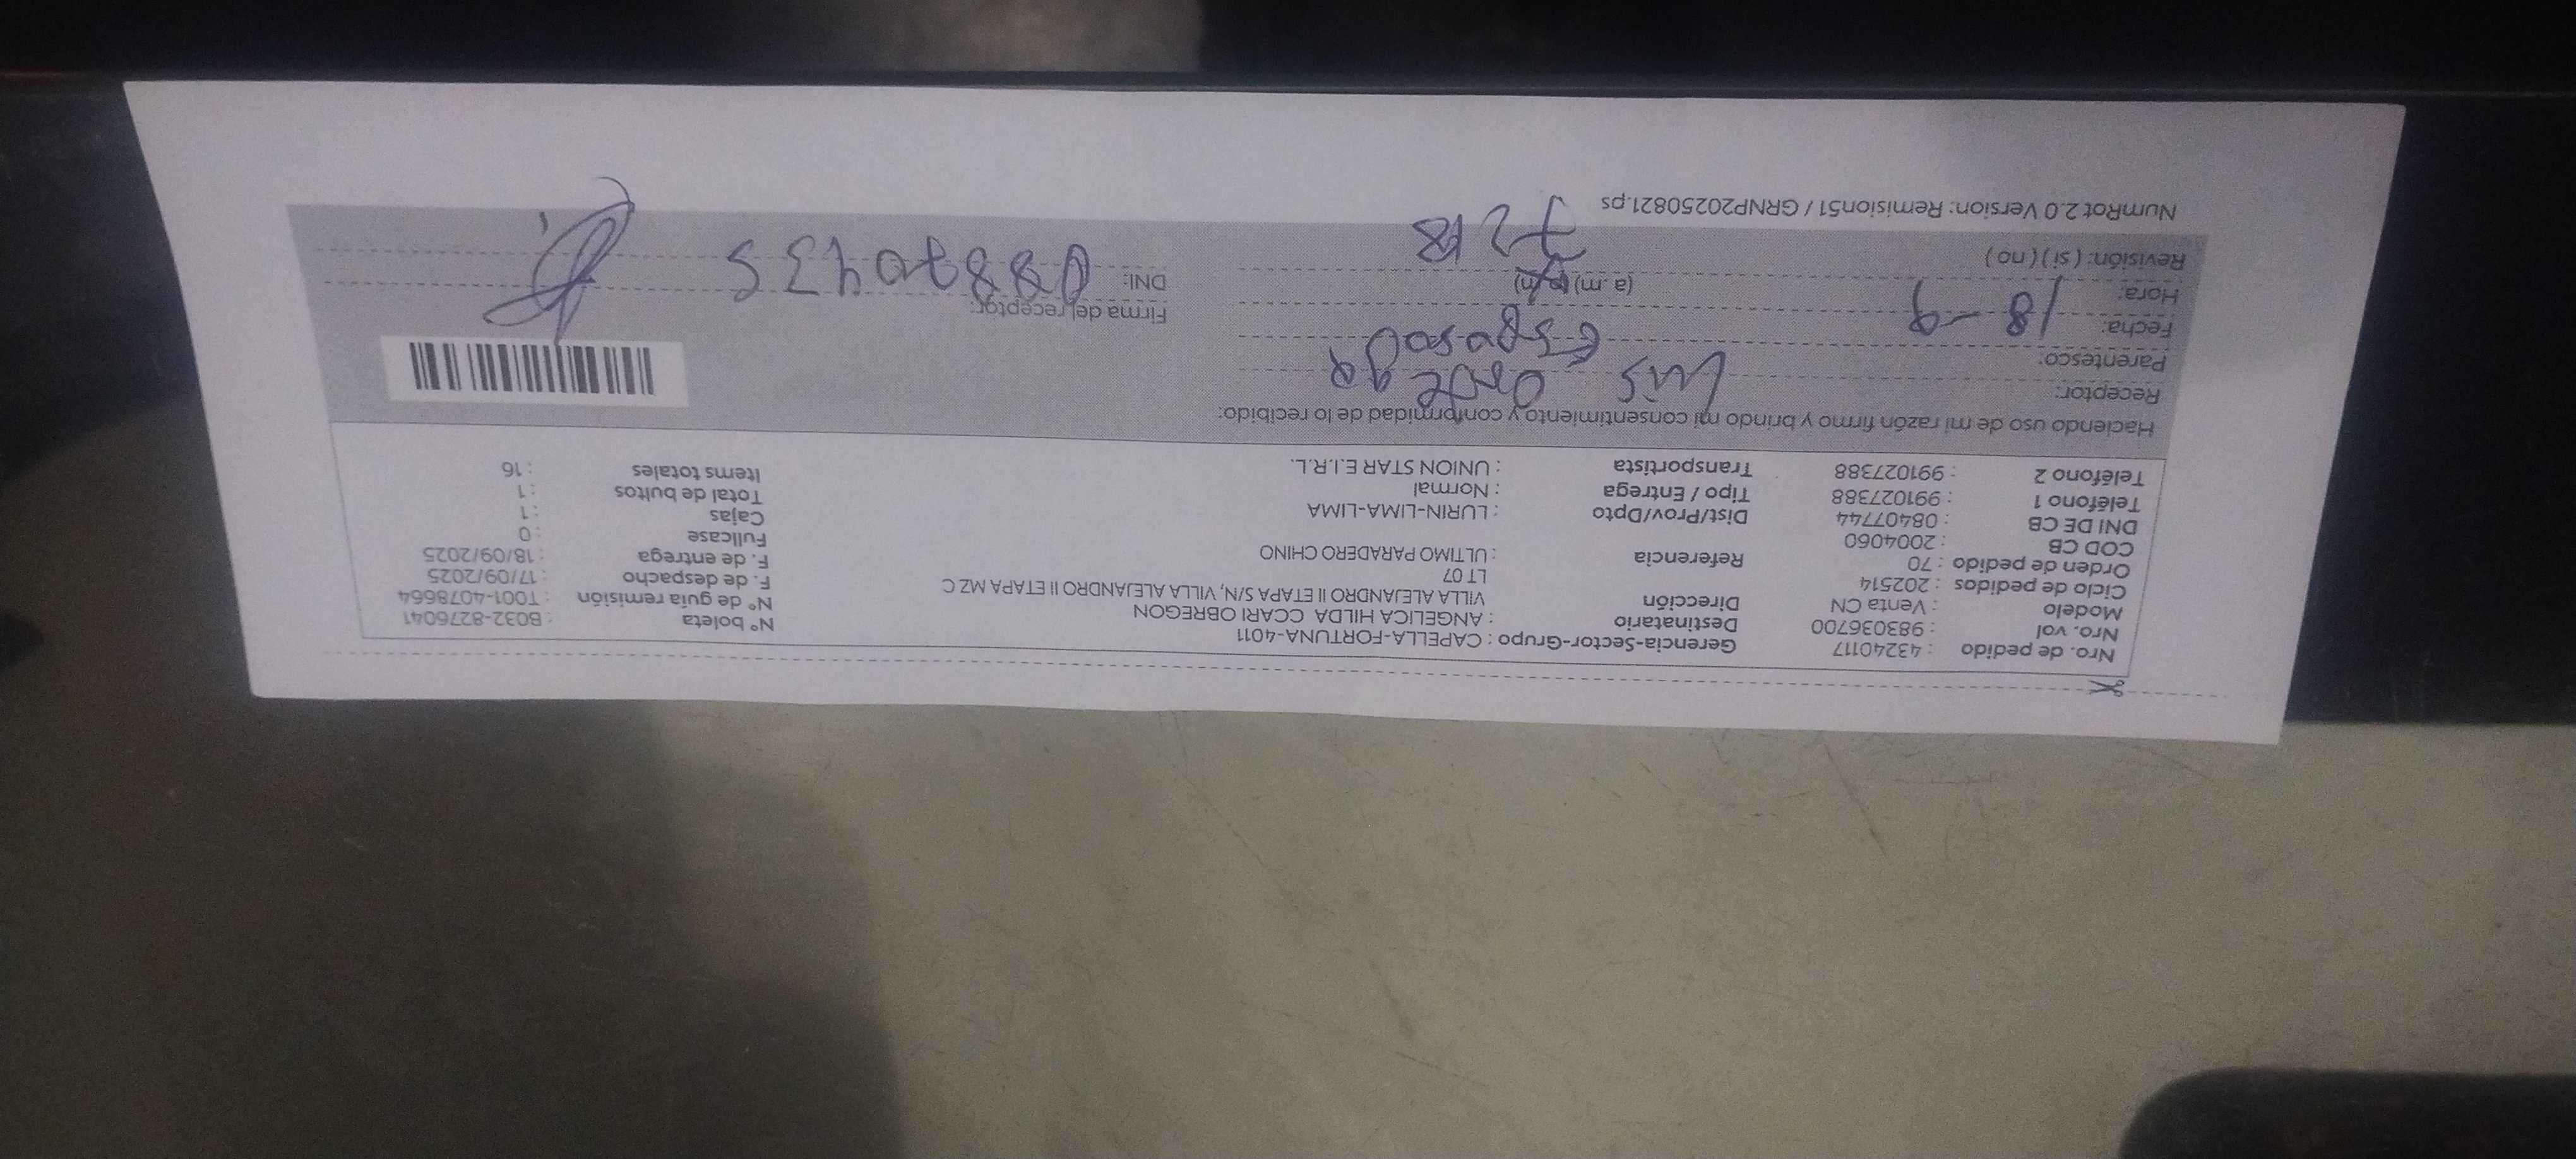 Nro. de pedido : 43240117 Gerencia-Sector-Grupo : CAPELLA-FORTUNA-4011 N° boleta : B032-8276041
Nro. vol : 983036700 Destinatario : ANGELICA HILDA CCARI OBREGON N° de guía remisión : T001-4078664
Modelo : Venta CN Dirección : VILLA ALEJANDRO II ETAPA S/N, VILLA ALEJANDRO II ETAPA MZ C F. de despacho : 17/09/2025
Ciclo de pedidos : 202514 LT 07 F. de entrega : 18/09/2025
Orden de pedido : 70 Referencia : ULTIMO PARADERO CHINO Fullcase : 0
COD CB : 2004060 Cajas : 1
DNI DE CB : 08407744 Dist/Prov/Dpto : LURIN-LIMA-LIMA Total de bultos : 1
Teléfono 1 : 991027388 Tipo / Entrega : Normal Items totales : 16
Teléfono 2 : 991027388 Transportista : UNION STAR E.I.R.L.
Haciendo uso de mi razón firmo y brindo mi consentimiento y conformidad de lo recibido:
Receptor: Luis Ortega
Parentesco: Esposo
Fecha: 18-9 Firma del receptor:
Hora: (a.m) (p.m) DNI: 08870435
Revisión: ( si ) ( no )
NumRot 2.0 Version: Remision51 / GRNP20250821.ps